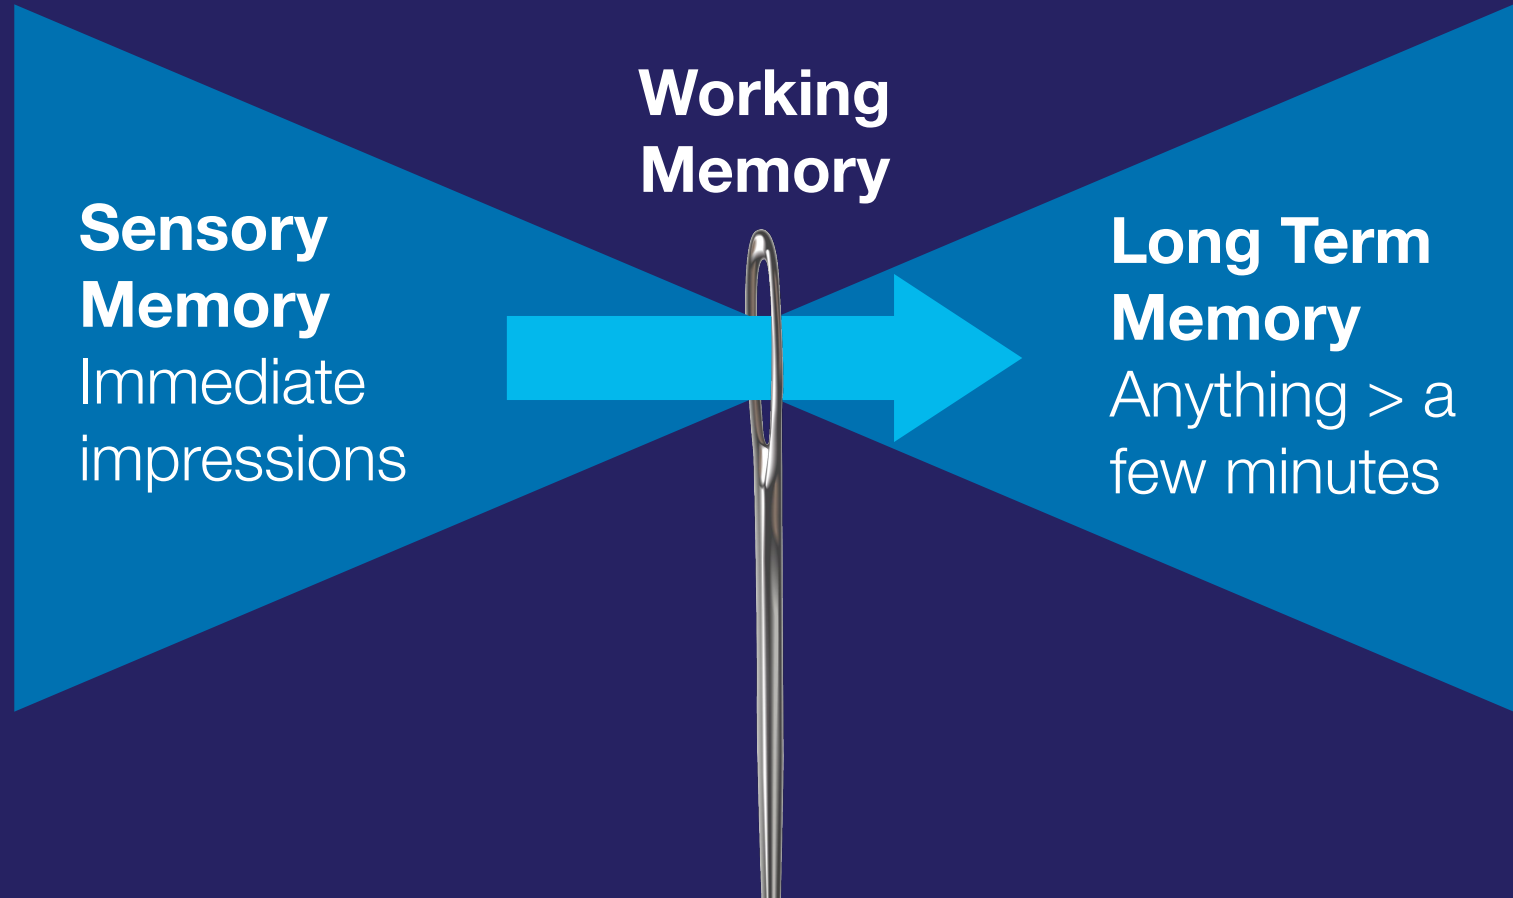 Working
Memory
Sensory
Memory
Immediate
impressions
Long Term
Memory
Anything > a
few minutes